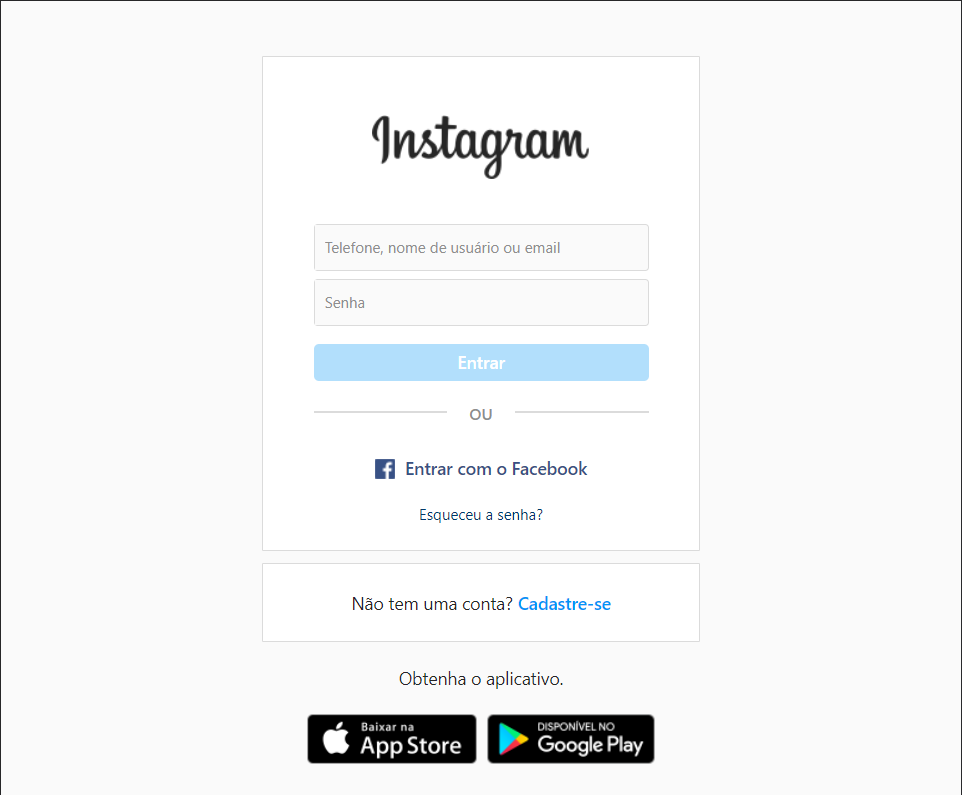 Instagram
Telefone, nome de usuário ou email
Senha
Entrar
OU
Entrar com o Facebook
Esqueceu a senha?
Não tem uma conta? Cadastre-se
Obtenha o aplicativo.
Baixar na
App Store
DISPONÍVEL NO
Google Play